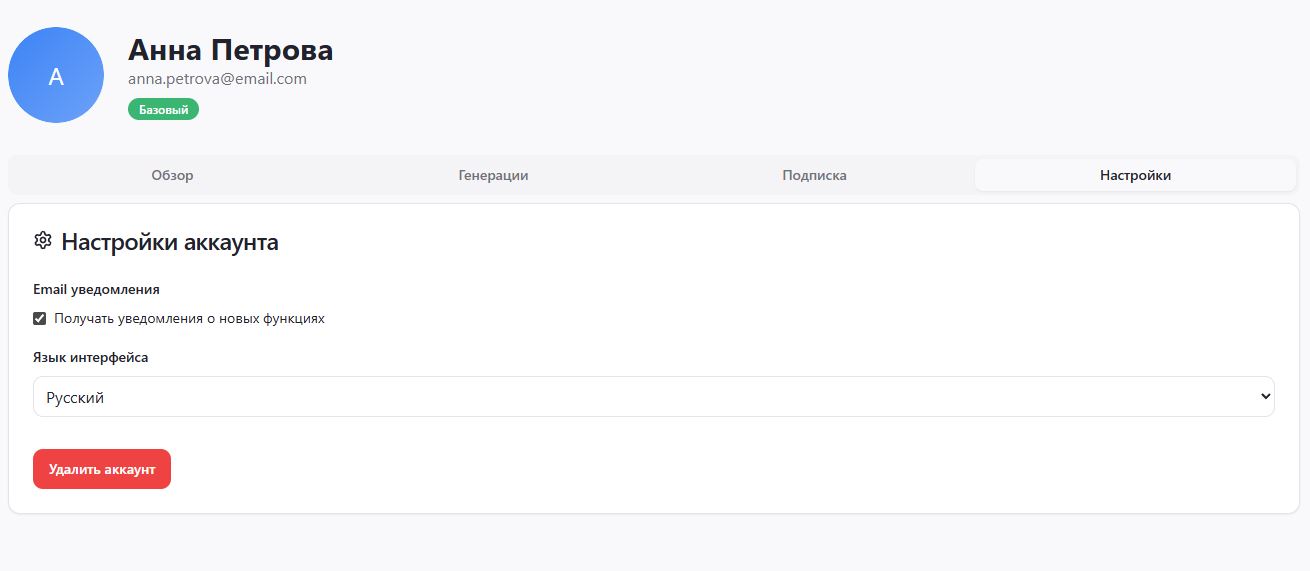 А
Анна Петрова
anna.petrova@email.com
Базовый
Обзор
Генерации
Подписка
Настройки
Настройки аккаунта
Email уведомления
Получать уведомления о новых функциях
Язык интерфейса
Русский
Удалить аккаунт